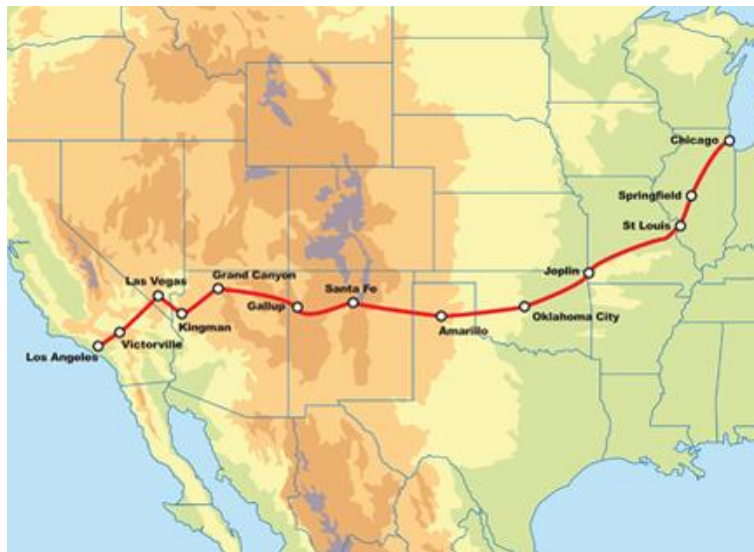 Chicago
Springfield
St Louis
Joplin
Las Vegas
Grand Canyon
Santa Fe
Gallup
Oklahoma City
Kingman
Amarillo
Victorville
Los Angeles